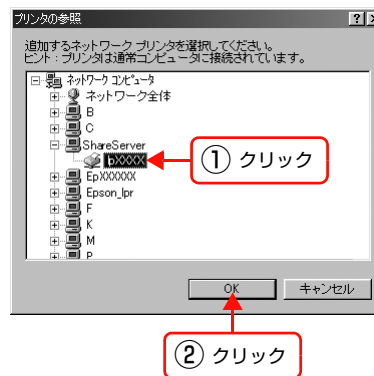 プリンタの参照
追加するネットワーク プリンタを選択してください。
ヒント : プリンタは通常コンピュータに接続されています。
ネットワーク コンピュータ
ネットワーク全体
B
C
ShareServer
bXXXX
① クリック
EpXXXXXX
Epson_lpr
F
K
M
P
OK
キャンセル
② クリック